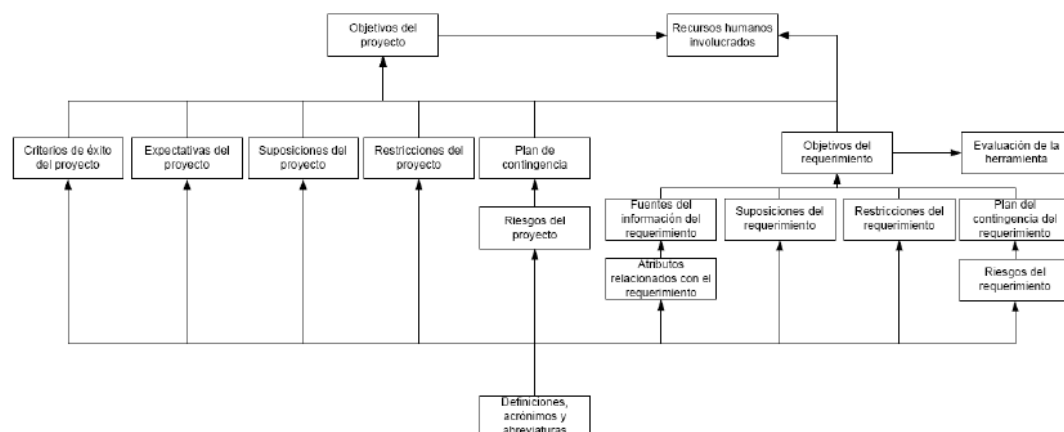 Objetivos del
proyecto
Recursos humanos
involucrados
Criterios de éxito
del proyecto
Expectativas del
proyecto
Suposiciones del
proyecto
Restricciones del
proyecto
Plan de
contingencia
Objetivos del
requerimiento
Evaluación de la
herramienta
Riesgos del
proyecto
Fuentes del
información del
requerimiento
Suposiciones del
requerimiento
Restricciones del
requerimiento
Plan del
contingencia del
requerimiento
Atributos
relacionados con el
requerimiento
Riesgos del
requerimiento
Definiciones,
acrónimos y
abreviaturas